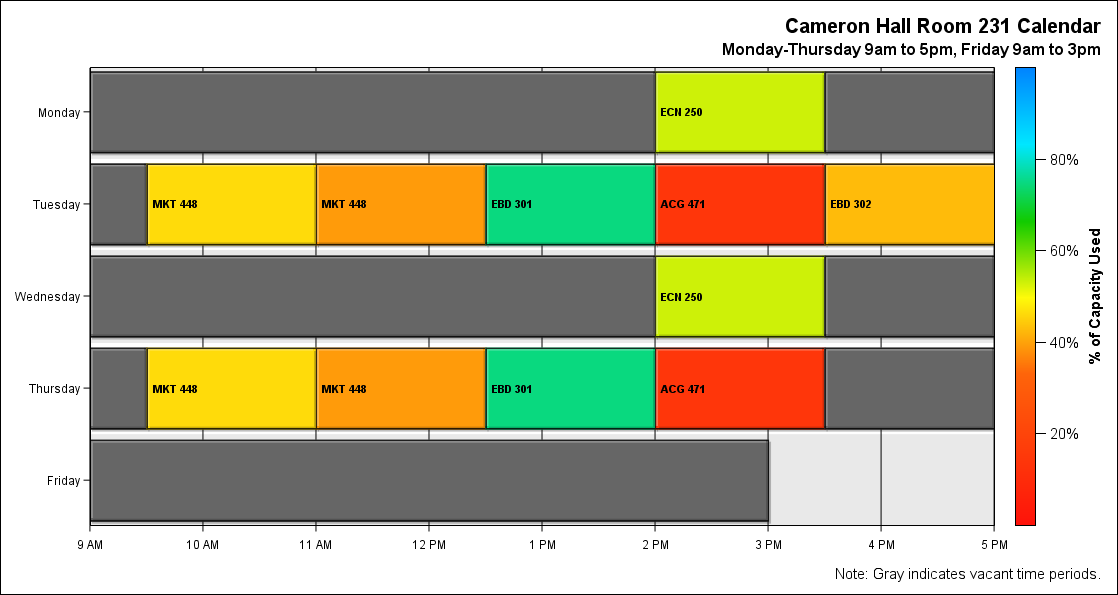 Cameron Hall Room 231 Calendar
Monday-Thursday 9am to 5pm, Friday 9am to 3pm
Monday
ECN 250
Tuesday
MKT 448
MKT 448
EBD 301
ACG 471
EBD 302
Wednesday
ECN 250
Thursday
MKT 448
MKT 448
EBD 301
ACG 471
Friday
9 AM
10 AM
11 AM
12 PM
1 PM
2 PM
3 PM
4 PM
5 PM
80%
60%
40%
20%
% of Capacity Used
Note: Gray indicates vacant time periods.